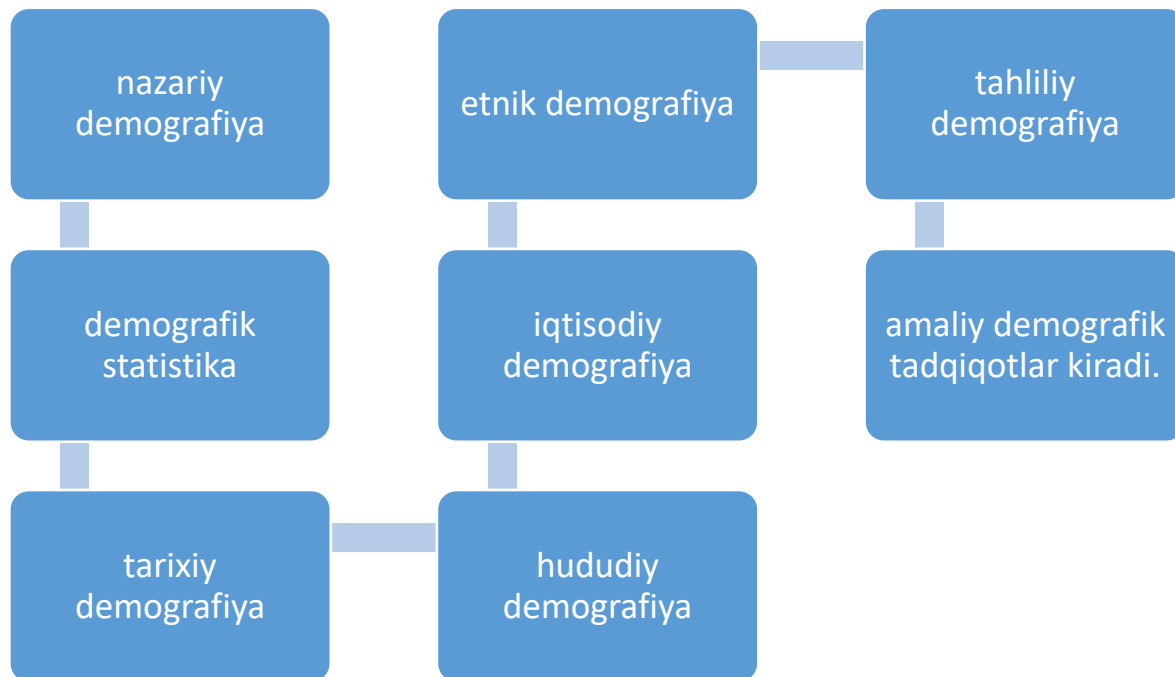 nazariy
demografiya
demografik
statistika
tarixiy
demografiya
hududiy
demografiya
iqtisodiy
demografiya
etnik demografiya
tahliliy
demografiya
amaliy demografik
tadqiqotlar kiradi.